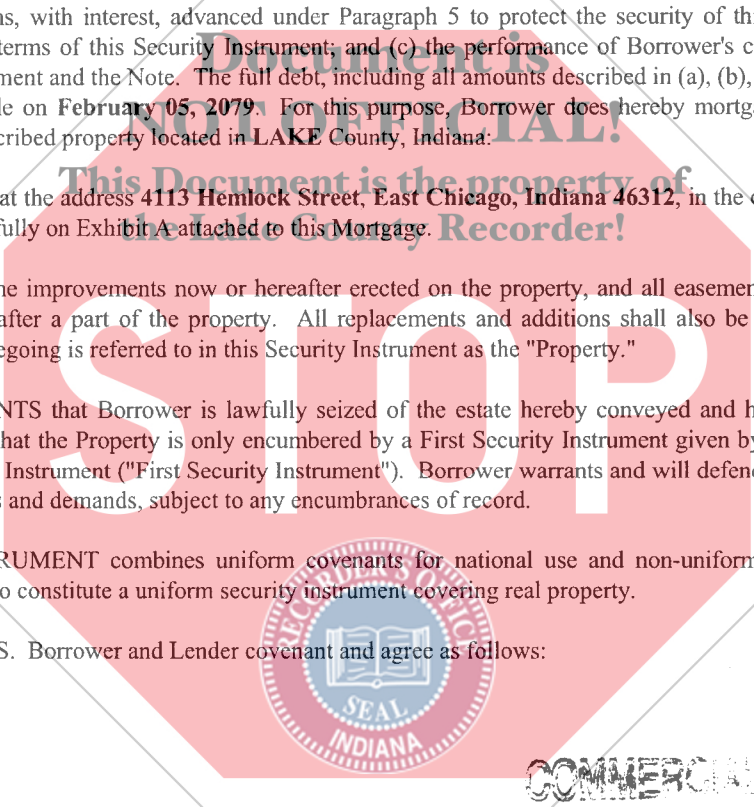 ns, with interest, advanced under Paragraph 5 to protect the security of thi
terms of this Security Instrument; and (c) the performance of Borrower's c
ment and the Note. The full debt, including all amounts described in (a), (b),
le on February 05, 2079. For this purpose, Borrower does hereby mortga
cribed property located in LAKE County, Indiana:
Document is
NOT OFFICIAL!
This Document is the property of
the Lake County Recorder!
at the address 4113 Hemlock Street, East Chicago, Indiana 46312, in the c
fully on Exhibit A attached to this Mortgage.
he improvements now or hereafter erected on the property, and all easemen
after a part of the property. All replacements and additions shall also be
egoing is referred to in this Security Instrument as the "Property."
STOP
NTS that Borrower is lawfully seized of the estate hereby conveyed and h
that the Property is only encumbered by a First Security Instrument given by
Instrument ("First Security Instrument"). Borrower warrants and will defend
s and demands, subject to any encumbrances of record.
RUMENT combines uniform covenants for national use and non-uniform
o constitute a uniform security instrument covering real property.
S. Borrower and Lender covenant and agree as follows:
RECORDER'S OFFICE
SEAL
INDIANA
COMMERCIAL